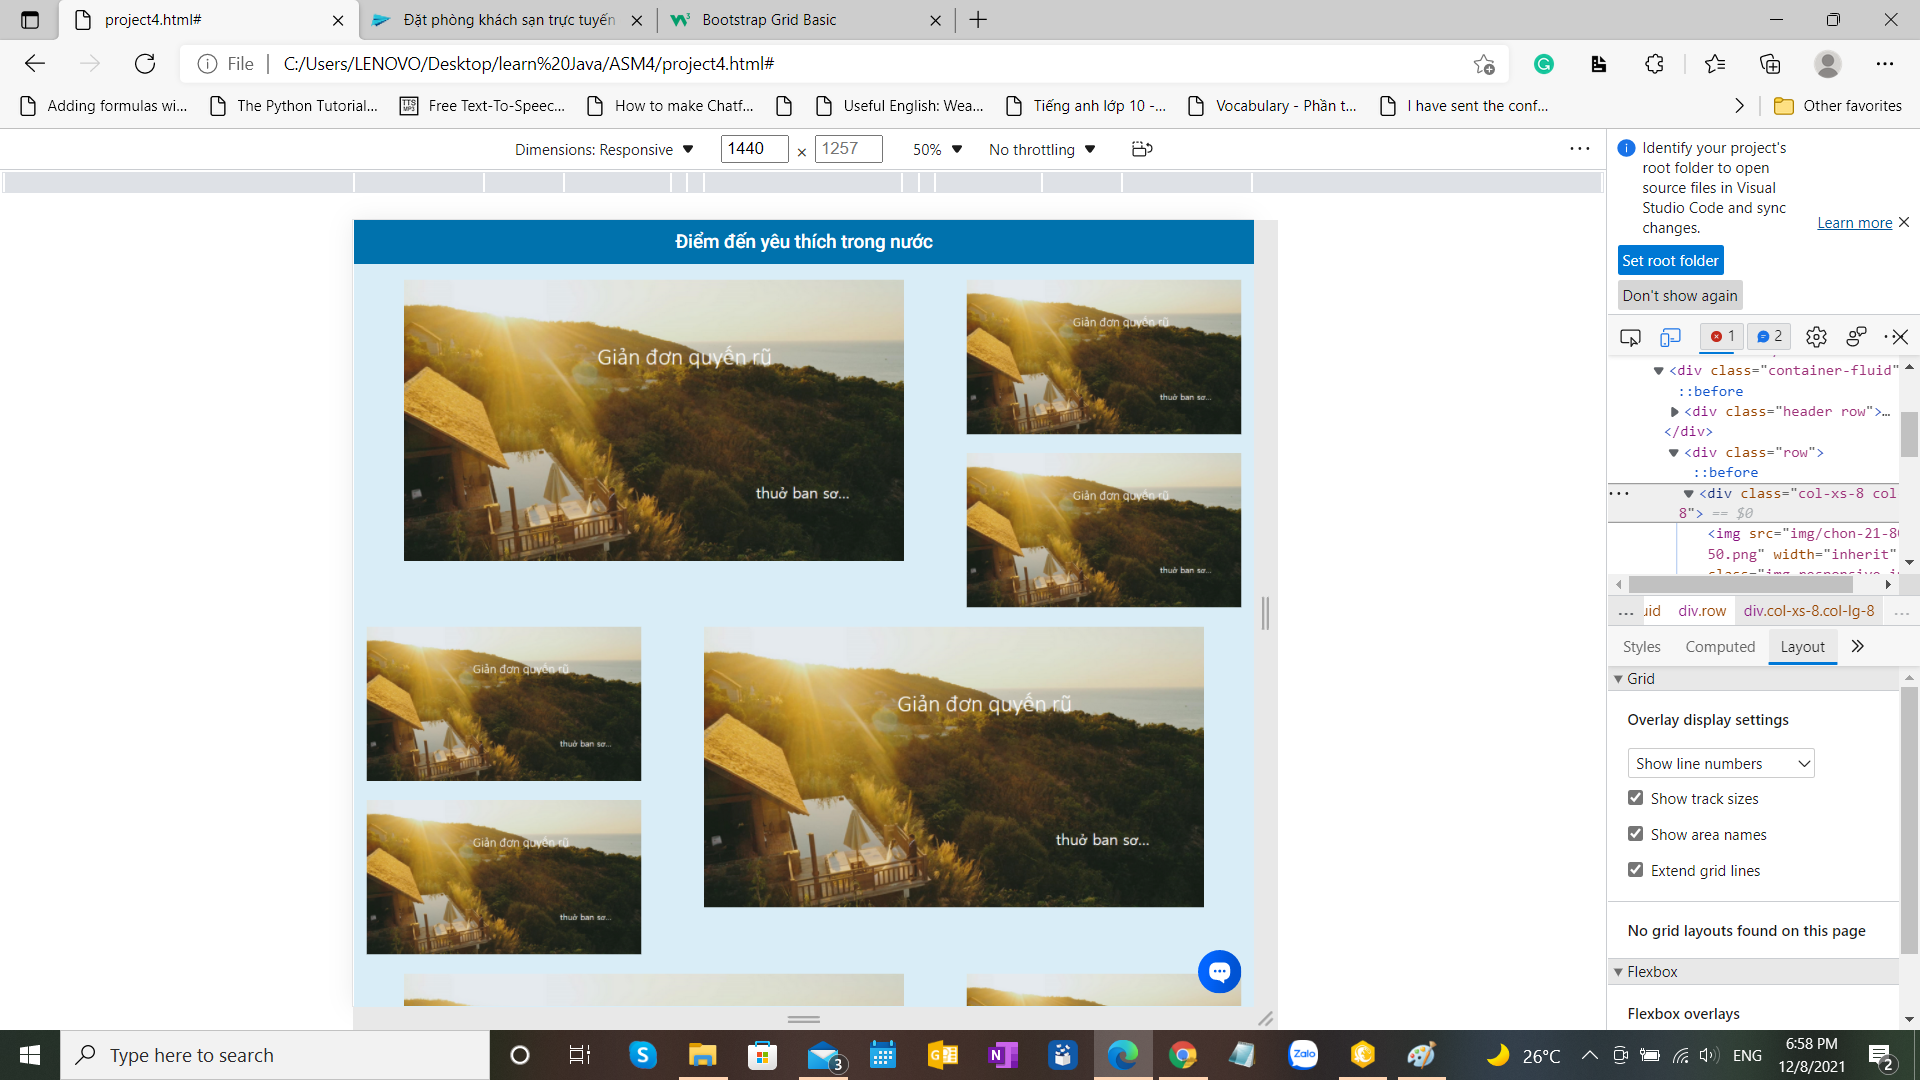 project4.html#
Đặt phòng khách sạn trực tuyến
Bootstrap Grid Basic
File
C:/Users/LENOVO/Desktop/learn%20Java/ASM4/project4.html#
Adding formulas wi...
The Python Tutorial...
TTS
MP3
Free Text-To-Speec...
How to make Chatf...
Useful English: Wea...
Tiếng anh lớp 10 -...
Vocabulary - Phần t...
I have sent the conf...
Other favorites
Dimensions: Responsive
1440
×
1257
50%
No throttling
Identify your project's
root folder to open
source files in Visual
Studio Code and sync
changes.
Learn more
Set root folder
Don't show again
1
2
<div class="container-fluid"
::before
<div class="header row">…
</div>
<div class="row">
::before
<div class="col-xs-8 col
8"> == $0
<img src="img/chon-21-8
50.png" width="inherit"
... uid div.row div.col-xs-8.col-lg-8 ...
Styles
Computed
Layout
Grid
Overlay display settings
Show line numbers
Show track sizes
Show area names
Extend grid lines
No grid layouts found on this page
Flexbox
Flexbox overlays
Điểm đến yêu thích trong nước
Giản đơn quyến rũ
thuở ban sơ...
Giản đơn quyến rũ
thuở ban sơ...
Giản đơn quyến rũ
thuở ban sơ...
Giản đơn quyến rũ
thuở ban sơ...
Giản đơn quyến rũ
thuở ban sơ...
Giản đơn quyến rũ
thuở ban sơ...
Type here to search
3
Zalo
26°C
ENG
6:58 PM
12/8/2021
2